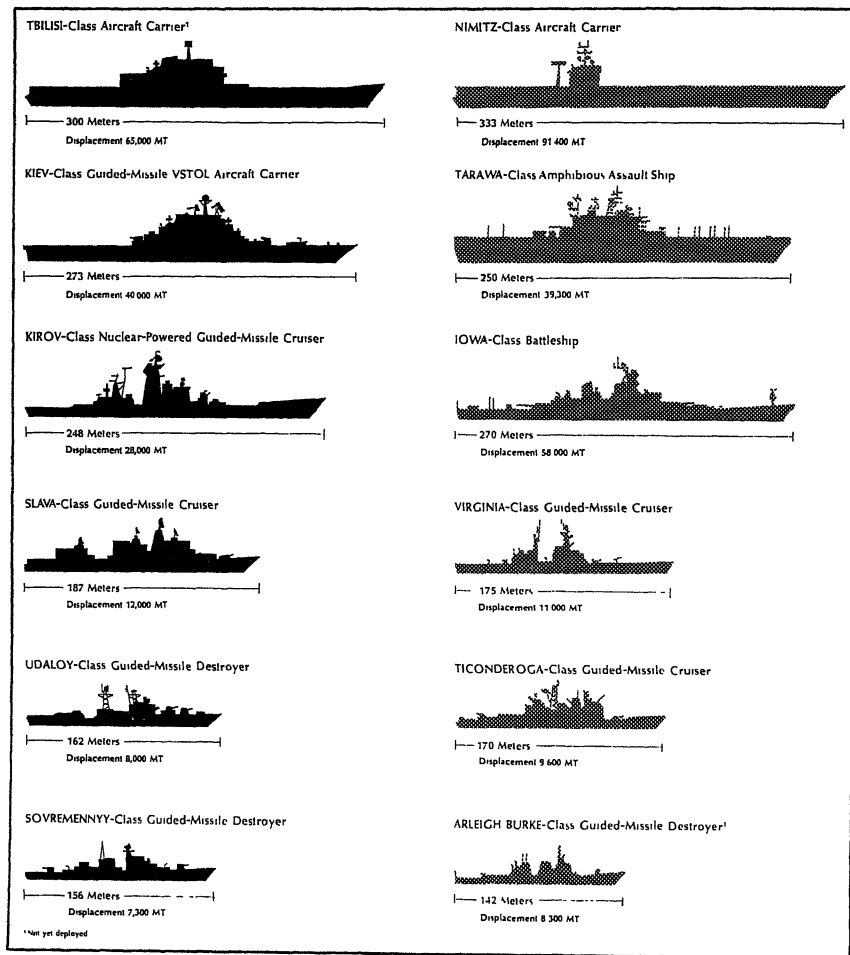 TBILISI-Class Aircraft Carrier¹
300 Meters
Displacement 65,000 MT
NIMITZ-Class Aircraft Carrier
333 Meters
Displacement 91 400 MT
KIEV-Class Guided-Missile VSTOL Aircraft Carrier
273 Meters
Displacement 40 000 MT
TARAWA-Class Amphibious Assault Ship
250 Meters
Displacement 39,300 MT
KIROV-Class Nuclear-Powered Guided-Missile Cruiser
248 Meters
Displacement 28,000 MT
IOWA-Class Battleship
270 Meters
Displacement 58 000 MT
SLAVA-Class Guided-Missile Cruiser
187 Meters
Displacement 12,000 MT
VIRGINIA-Class Guided-Missile Cruiser
175 Meters
Displacement 11 000 MT
UDALOY-Class Guided-Missile Destroyer
162 Meters
Displacement 8,000 MT
TICONDEROGA-Class Guided-Missile Cruiser
170 Meters
Displacement 9 600 MT
SOVREMENNYY-Class Guided-Missile Destroyer
156 Meters
Displacement 7,300 MT
ARLEIGH BURKE-Class Guided-Missile Destroyer¹
142 Meters
Displacement 8 300 MT
¹ Not yet deployed